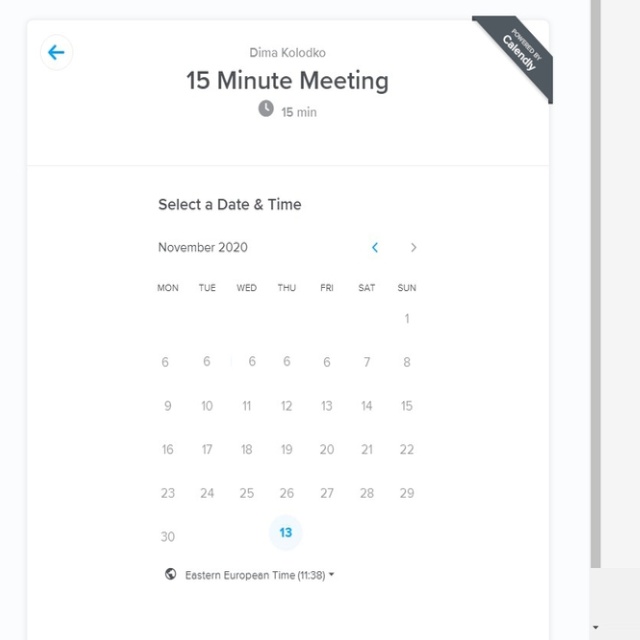 Dima Kolodko
15 Minute Meeting
15 min
POWERED BY
Calendly
Select a Date & Time
November 2020
MON TUE WED THU FRI SAT SUN
1
6 6 6 6 6 7 8
9 10 11 12 13 14 15
16 17 18 19 20 21 22
23 24 25 26 27 28 29
30 13
Eastern European Time (11:38)